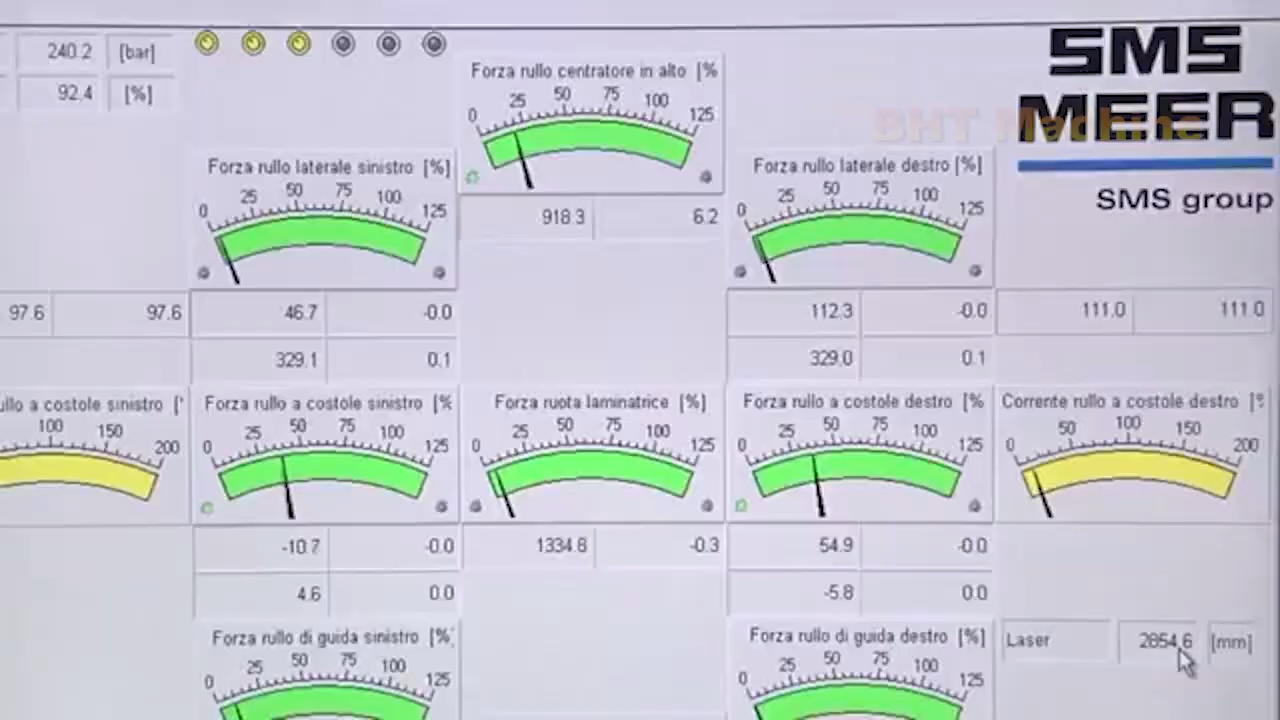 240.2 [bar]
92.4 [%]
SMS
MEER
SMS group
BHT Machine
Forza rullo centratore in alto [%
0 25 50 75 100 125
918.3 6.2
Forza rullo laterale sinistro [%]
0 25 50 75 100 125
Forza rullo laterale destro [%]
0 25 50 75 100 125
97.6 97.6 46.7 -0.0 112.3 -0.0 111.0 111.0
329.1 0.1 329.0 0.1
ullo a costole sinistro ['
100 150 200
Forza rullo a costole sinistro [%
0 25 50 75 100 125
Forza ruota laminatrice [%]
0 25 50 75 100 125
Forza rullo a costole destro [%
0 25 50 75 100 125
Corrente rullo a costole destro [%
0 50 100 150 200
-10.7 -0.0 1334.8 -0.3 54.9 -0.0
4.6 0.0 -5.8 0.0
Forza rullo di guida sinistro [%]
0 25 50 75 100 125
Forza rullo di guida destro [%]
0 25 50 75 100 125
Laser 2854.6 [mm]